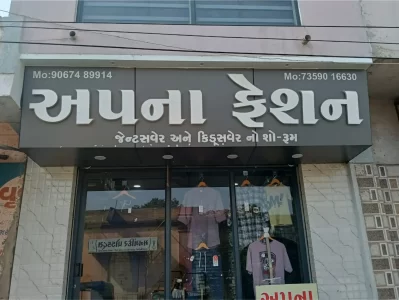 Mo:90674 89914 Mo:73590 16630
અપના ફેશન
જેન્ટસવેર અને કિડ્સવેર નો શો-રૂમ
અપના